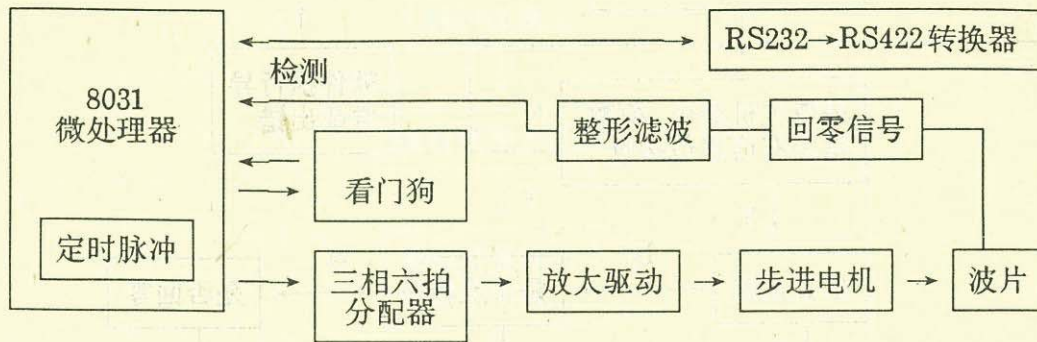 RS232→RS422转换器
检测
8031
微处理器
整形滤波
回零信号
看门狗
定时脉冲
三相六拍
分配器
放大驱动
步进电机
波片